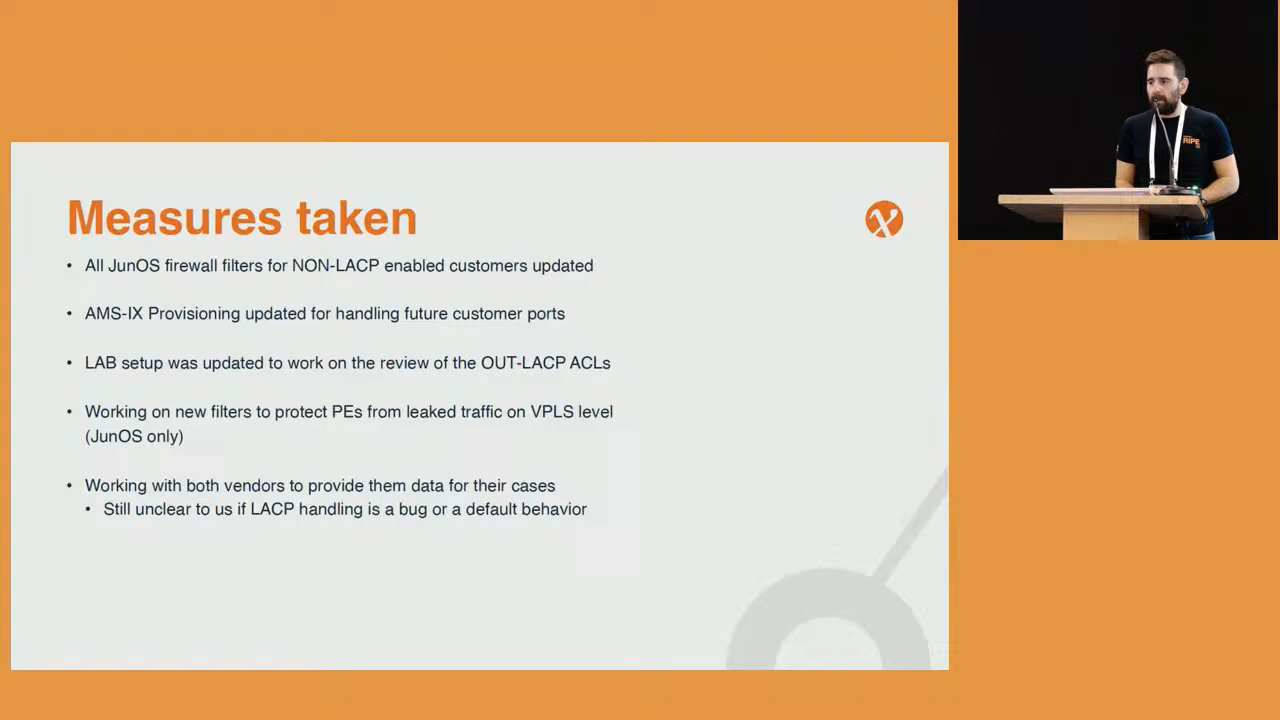 Measures taken
• All JunOS firewall filters for NON-LACP enabled customers updated
• AMS-IX Provisioning updated for handling future customer ports
• LAB setup was updated to work on the review of the OUT-LACP ACLs
• Working on new filters to protect PEs from leaked traffic on VPLS level
(JunOS only)
• Working with both vendors to provide them data for their cases
• Still unclear to us if LACP handling is a bug or a default behavior
RIPE